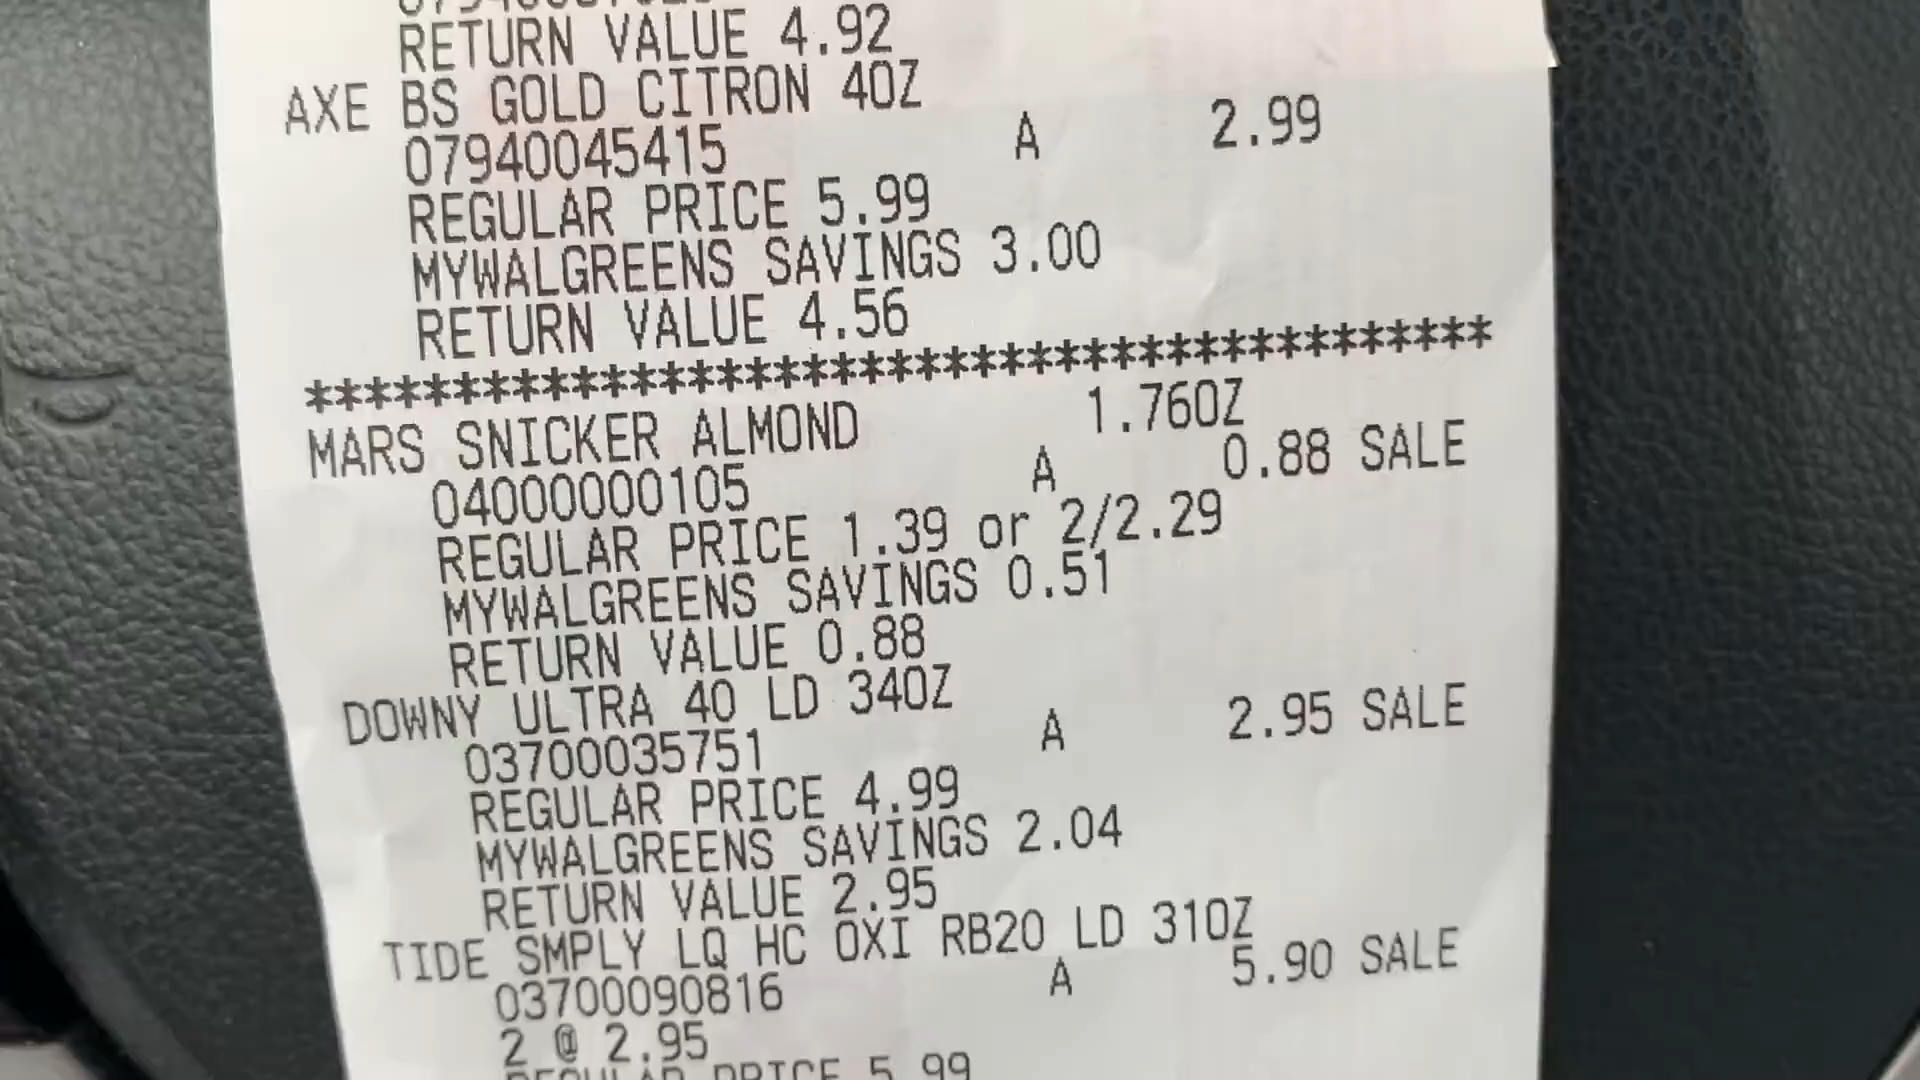 RETURN VALUE 4.92
AXE BS GOLD CITRON 4OZ
07940045415 A 2.99
REGULAR PRICE 5.99
MYWALGREENS SAVINGS 3.00
RETURN VALUE 4.56
*****************************************
MARS SNICKER ALMOND 1.76OZ
04000000105 A 0.88 SALE
REGULAR PRICE 1.39 or 2/2.29
MYWALGREENS SAVINGS 0.51
RETURN VALUE 0.88
DOWNY ULTRA 40 LD 34OZ
03700035751 A 2.95 SALE
REGULAR PRICE 4.99
MYWALGREENS SAVINGS 2.04
RETURN VALUE 2.95
TIDE SMPLY LQ HC OXI RB20 LD 31OZ
03700090816 A 5.90 SALE
2 @ 2.95
REGULAR PRICE 5.99